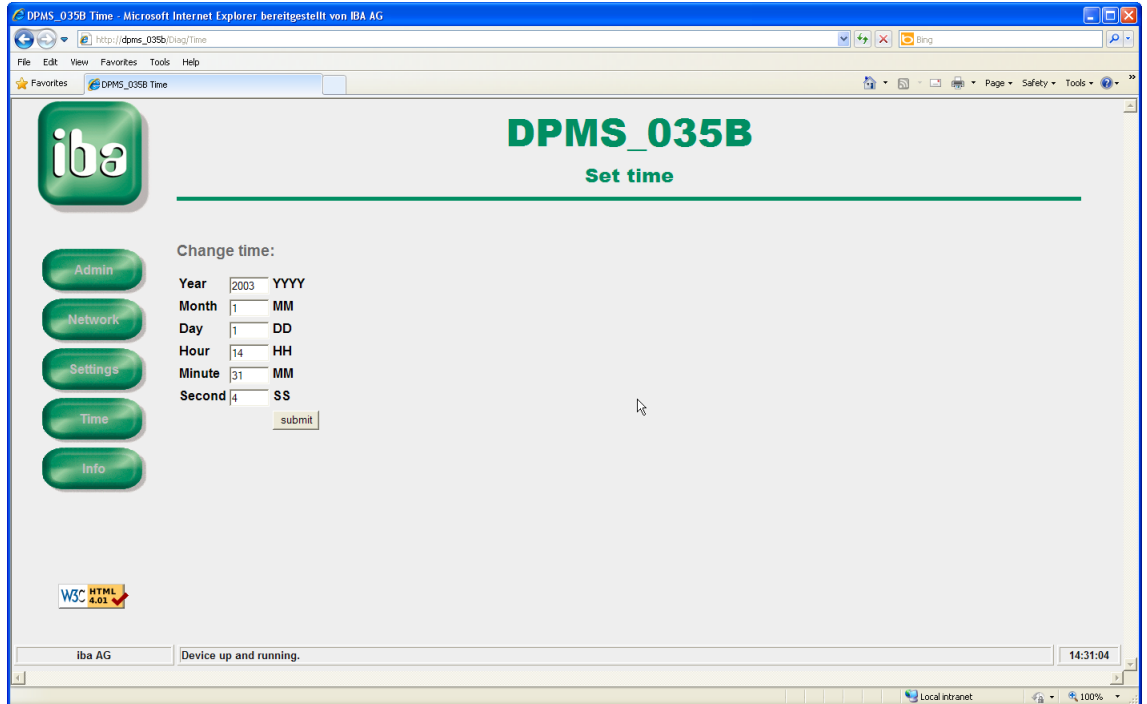 DPMS_035B Time - Microsoft Internet Explorer bereitgestellt von IBA AG
http://dpms_035b/Diag/Time
Bing
File Edit View Favorites Tools Help
Favorites DPMS_035B Time Page Safety Tools
iba
DPMS_035B
Set time
Change time:
Admin
Network
Settings
Time
Info
Year 2003 YYYY
Month 1 MM
Day 1 DD
Hour 14 HH
Minute 31 MM
Second 4 SS
submit
W3C HTML 4.01
iba AG Device up and running. 14:31:04
Local intranet 100%